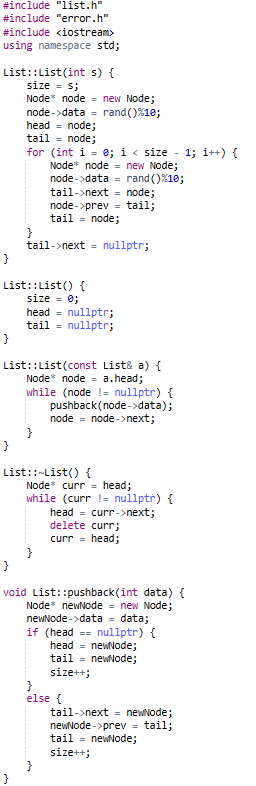 #include "list.h"
#include "error.h"
#include <iostream>
using namespace std;

List::List(int s) {
    size = s;
    Node* node = new Node;
    node->data = rand()%10;
    head = node;
    tail = node;
    for (int i = 0; i < size - 1; i++) {
        Node* node = new Node;
        node->data = rand()%10;
        tail->next = node;
        node->prev = tail;
        tail = node;
    }
    tail->next = nullptr;
}

List::List() {
    size = 0;
    head = nullptr;
    tail = nullptr;
}

List::List(const List& a) {
    Node* node = a.head;
    while (node != nullptr) {
        pushback(node->data);
        node = node->next;
    }
}

List::~List() {
    Node* curr = head;
    while (curr != nullptr) {
        head = curr->next;
        delete curr;
        curr = head;
    }
}

void List::pushback(int data) {
    Node* newNode = new Node;
    newNode->data = data;
    if (head == nullptr) {
        head = newNode;
        tail = newNode;
        size++;
    }
    else {
        tail->next = newNode;
        newNode->prev = tail;
        tail = newNode;
        size++;
    }
}